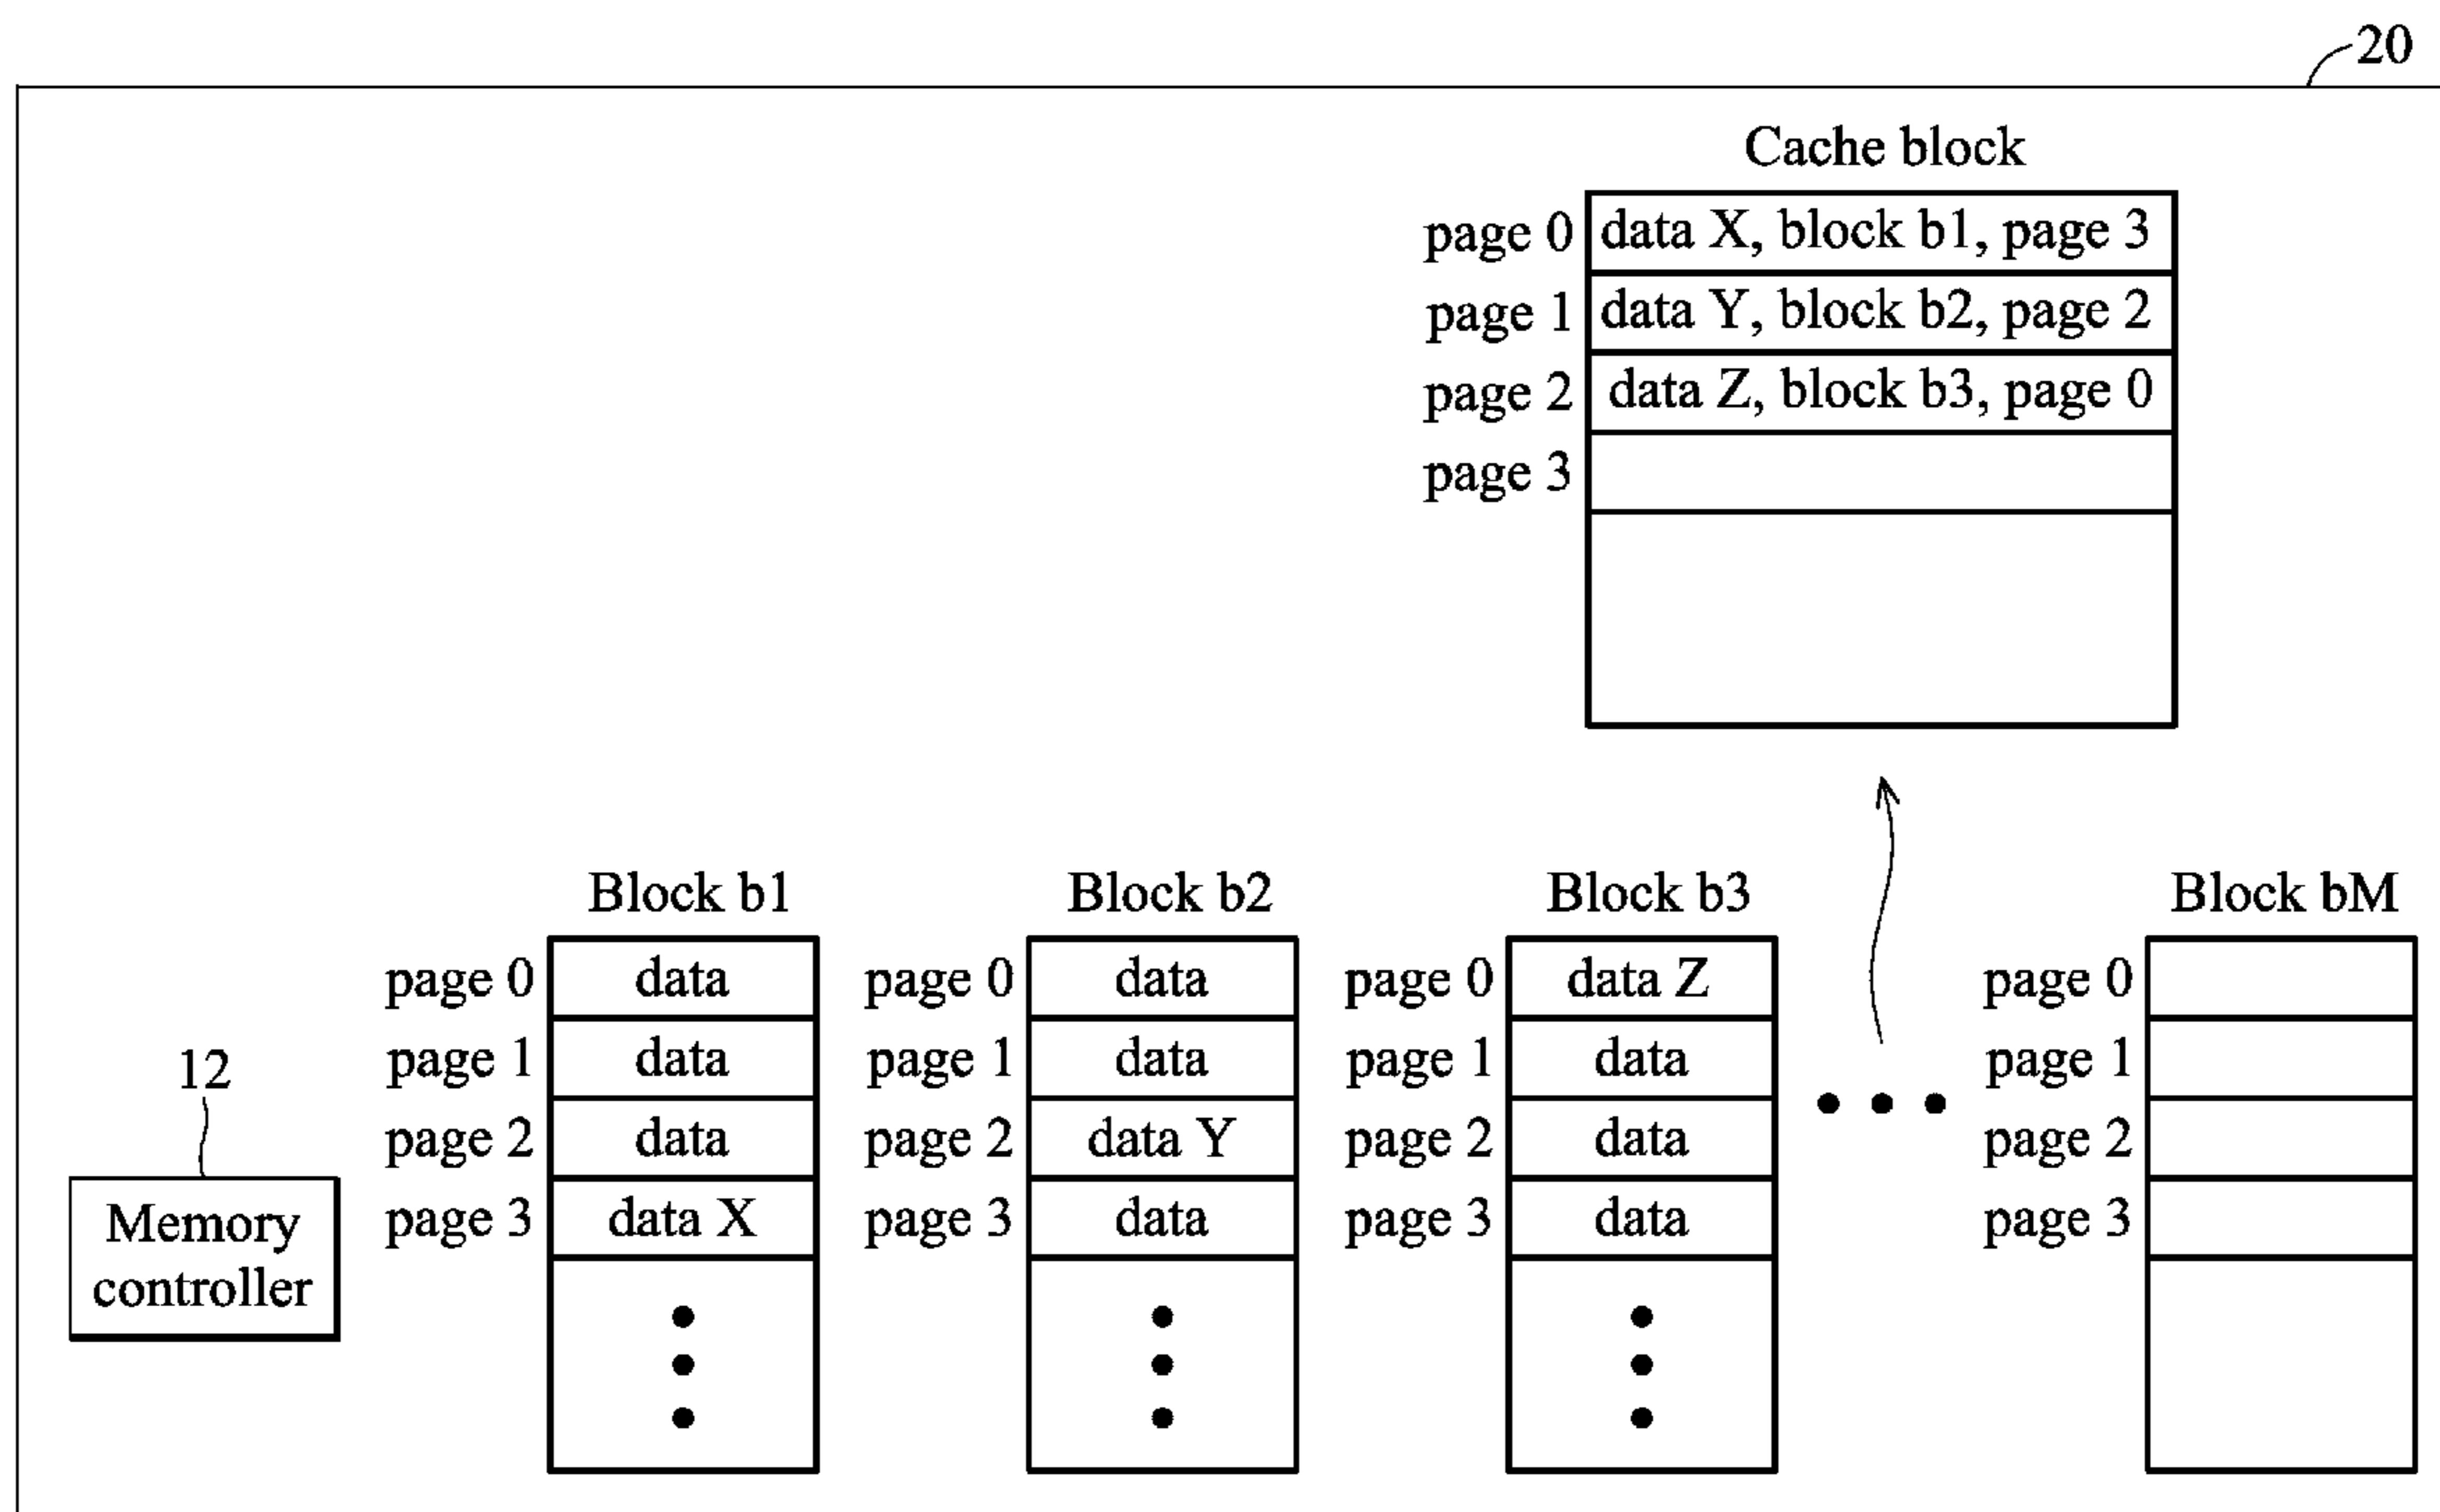 20
Cache block
page 0 data X, block b1, page 3
page 1 data Y, block b2, page 2
page 2 data Z, block b3, page 0
page 3
Block b1 Block b2 Block b3 Block bM
page 0 data page 0 data page 0 data Z page 0
page 1 data page 1 data page 1 data page 1
12
page 2 data page 2 data Y page 2 data page 2
page 3 data X page 3 data page 3 data page 3
Memory
controller